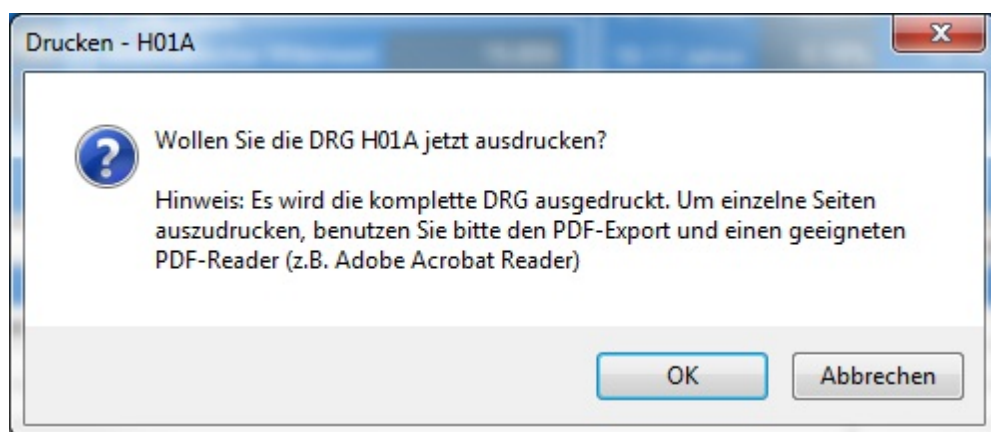 Drucken - H01A
Wollen Sie die DRG H01A jetzt ausdrucken?
Hinweis: Es wird die komplette DRG ausgedruckt. Um einzelne Seiten
auszudrucken, benutzen Sie bitte den PDF-Export und einen geeigneten
PDF-Reader (z.B. Adobe Acrobat Reader)
OK
Abbrechen